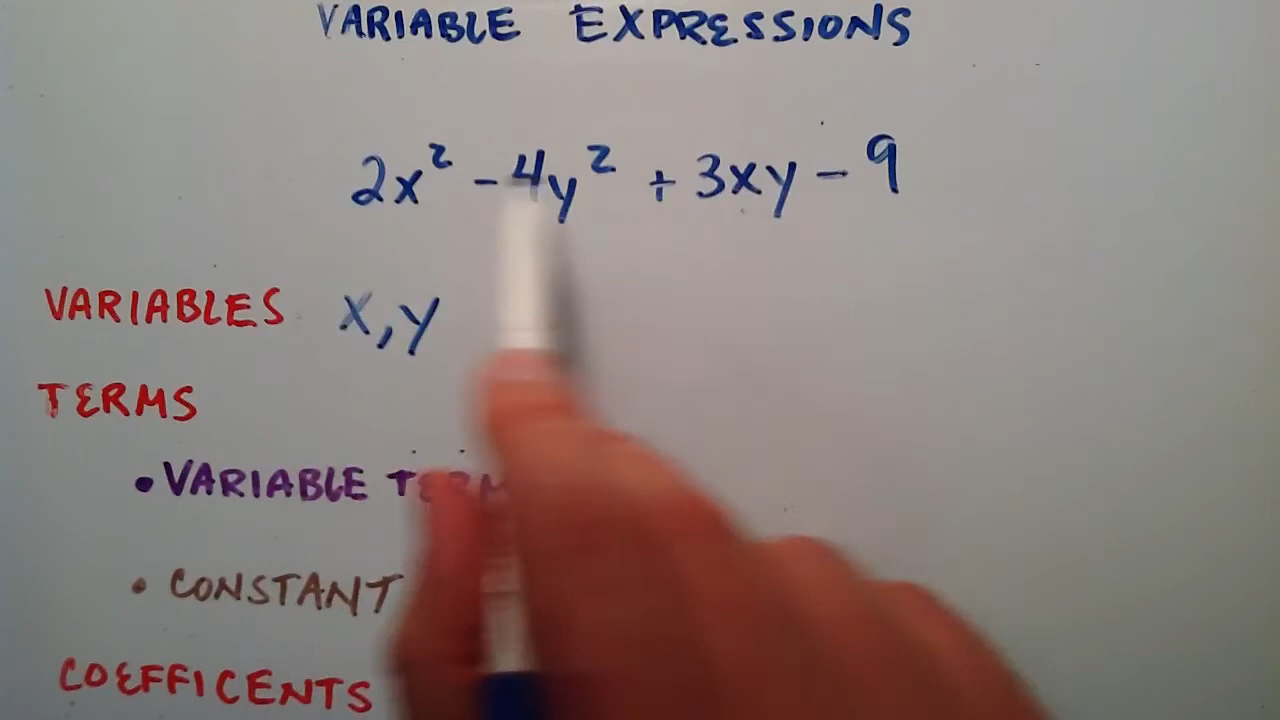 VARIABLE EXPRESSIONS
2x² - 4y² + 3xy - 9
VARIABLES x, y
TERMS
• VARIABLE
• CONSTANT
COEFFICENTS